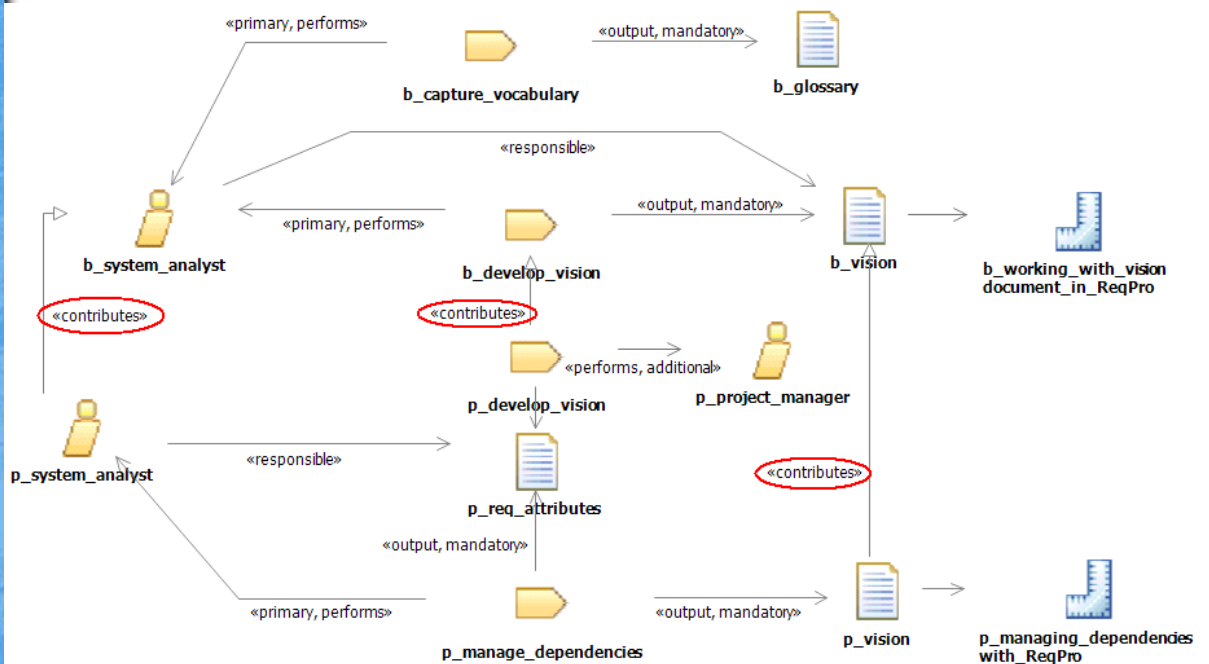 «primary, performs»
«output, mandatory»
b_capture_vocabulary
b_glossary
«responsible»
«output, mandatory»
«primary, performs»
b_system_analyst
b_develop_vision
b_vision
b_working_with_vision
document_in_ReqPro
«contributes»
«contributes»
«performs, additional»
p_develop_vision
p_project_manager
«responsible»
p_system_analyst
«contributes»
p_req_attributes
«output, mandatory»
«primary, performs»
«output, mandatory»
p_manage_dependencies
p_vision
p_managing_dependencies
with_ReqPro